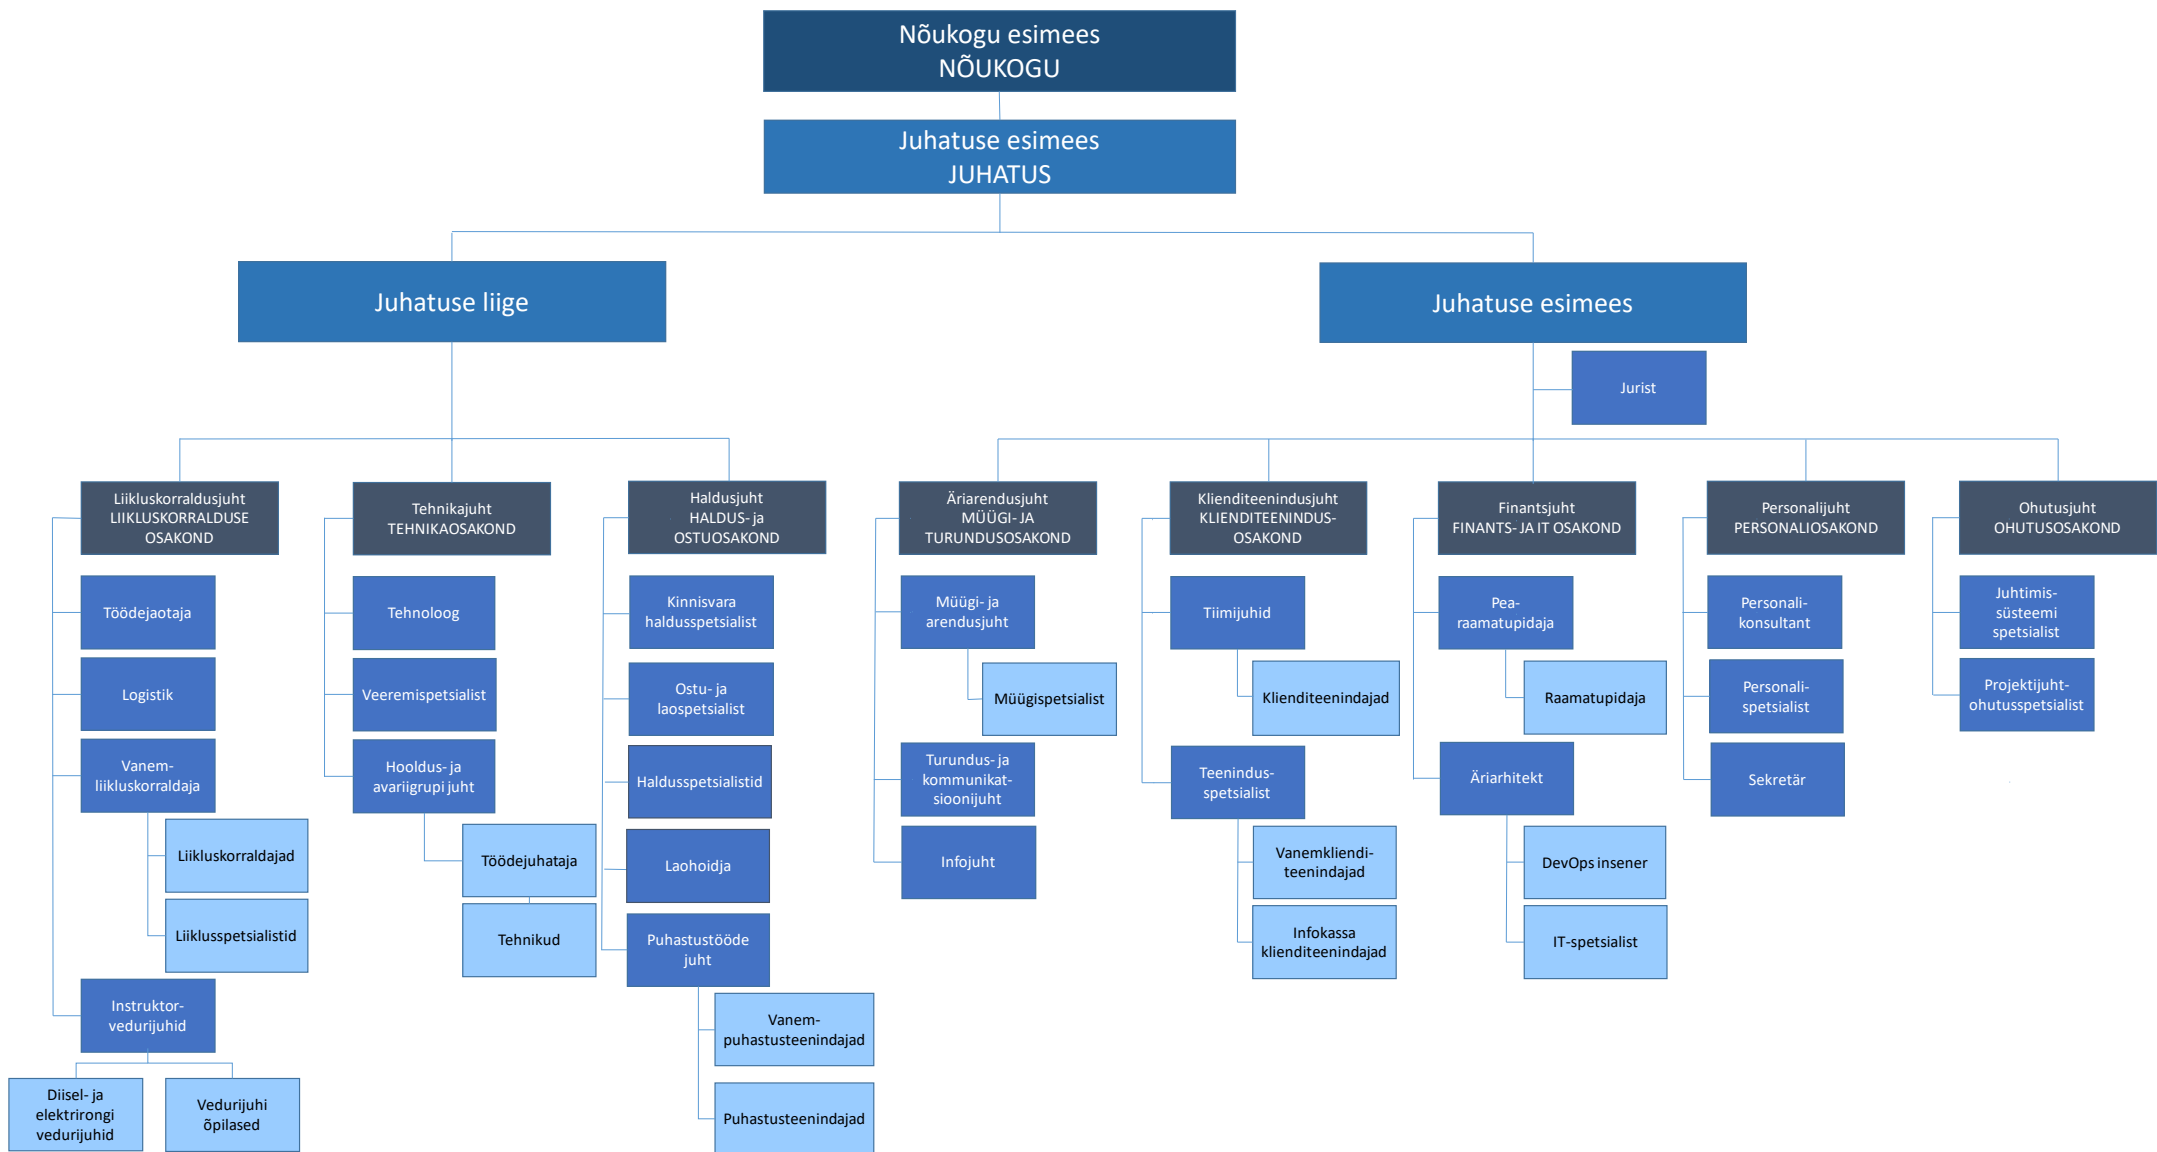 Nõukogu esimees
NÕUKOGU
Juhatuse esimees
JUHATUS
Juhatuse liige
Juhatuse esimees
Jurist
Liikluskorraldusjuht
LIIKLUSKORRALDUSE
OSAKOND
Töödejaotaja
Logistik
Vanem-
liikluskorraldaja
Liikluskorraldajad
Liiklusspetsialistid
Instruktor-
vedurijuhid
Diisel- ja
elektrirongi
vedurijuhid
Vedurijuhi
õpilased
Tehnikajuht
TEHNIKAOSAKOND
Tehnoloog
Veeremispetsialist
Hooldus- ja
avariigrupi juht
Töödejuhataja
Tehnikud
Haldusjuht
HALDUS- ja
OSTUOSAKOND
Kinnisvara
haldusspetsialist
Ostu- ja
laospetsialist
Haldusspetsialistid
Laohoidja
Puhastustööde
juht
Vanem-
puhastusteenindajad
Puhastusteenindajad
Äriarendusjuht
MÜÜGI- JA
TURUNDUSOSAKOND
Müügi- ja
arendusjuht
Müügispetsialist
Turundus- ja
kommunikat-
sioonijuht
Infojuht
Klienditeenindusjuht
KLIENDITEENINDUS-
OSAKOND
Tiimijuhid
Klienditeenindajad
Teenindus-
spetsialist
Vanemkliendi-
teenindajad
Infokassa
klienditeenindajad
Finantsjuht
FINANTS- JA IT OSAKOND
Pea-
raamatupidaja
Raamatupidaja
Äriarhitekt
DevOps insener
IT-spetsialist
Personalijuht
PERSONALIOSAKOND
Personali-
konsultant
Personali-
spetsialist
Sekretär
Ohutusjuht
OHUTUSOSAKOND
Juhtimis-
süsteemi
spetsialist
Projektijuht-
ohutusspetsialist